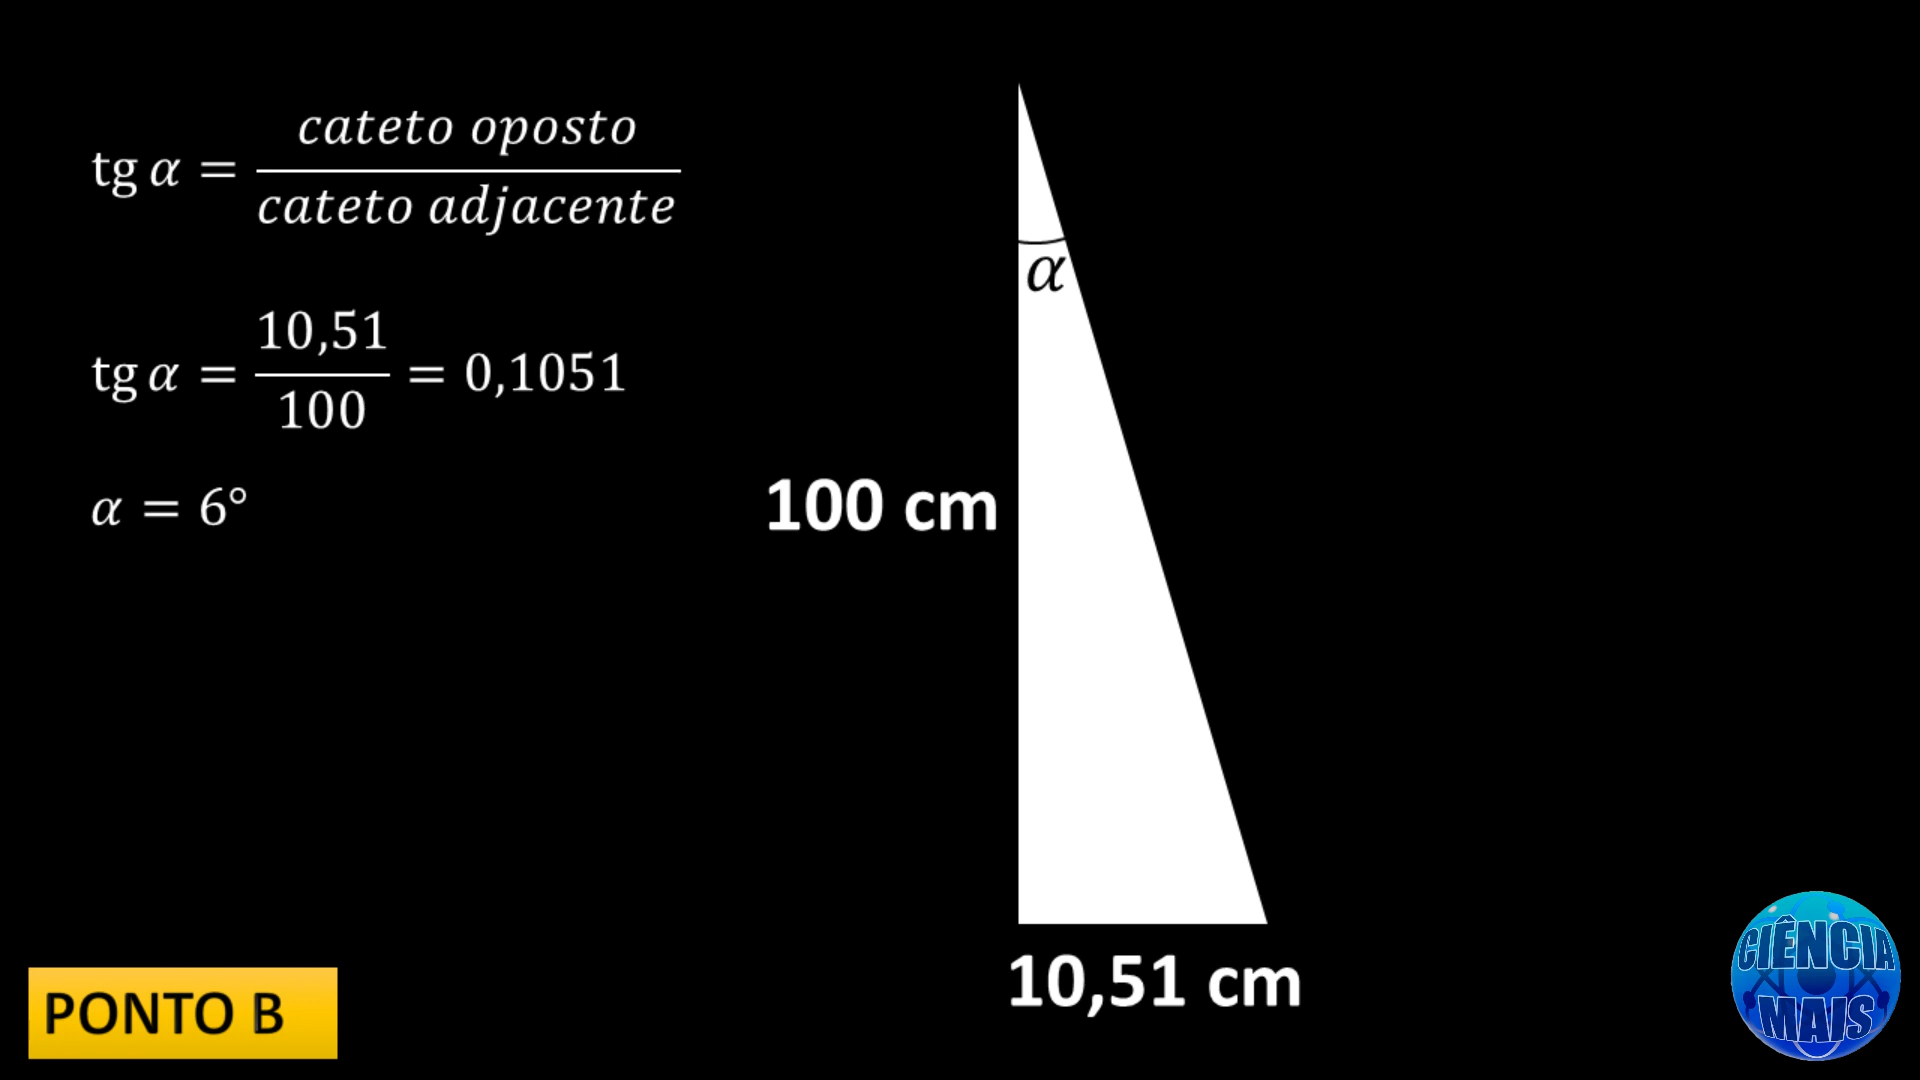 tg α = cateto oposto / cateto adjacente
tg α = 10,51 / 100 = 0,1051
α = 6°
α
100 cm
10,51 cm
PONTO B
CIÊNCIA
MAIS